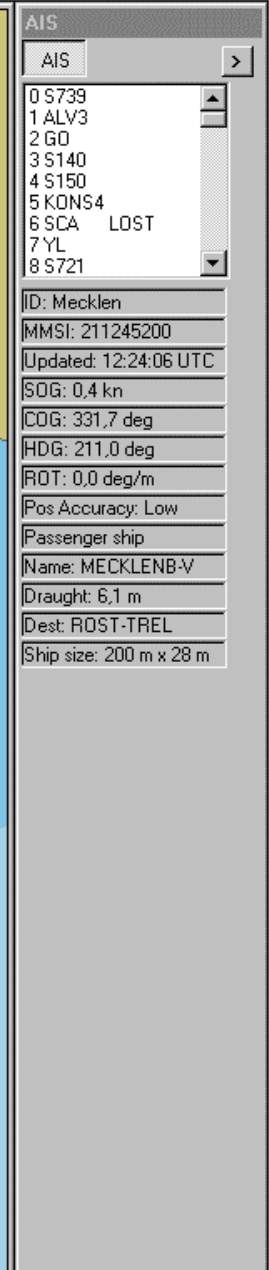 AIS
AIS >
0 S739
1 ALV3
2 GO
3 S140
4 S150
5 KONS4
6 SCA LOST
7 YL
8 S721
ID: Mecklen
MMSI: 211245200
Updated: 12:24:06 UTC
SOG: 0,4 kn
COG: 331,7 deg
HDG: 211,0 deg
ROT: 0,0 deg/m
Pos Accuracy: Low
Passenger ship
Name: MECKLENB-V
Draught: 6,1 m
Dest: ROST-TREL
Ship size: 200 m x 28 m